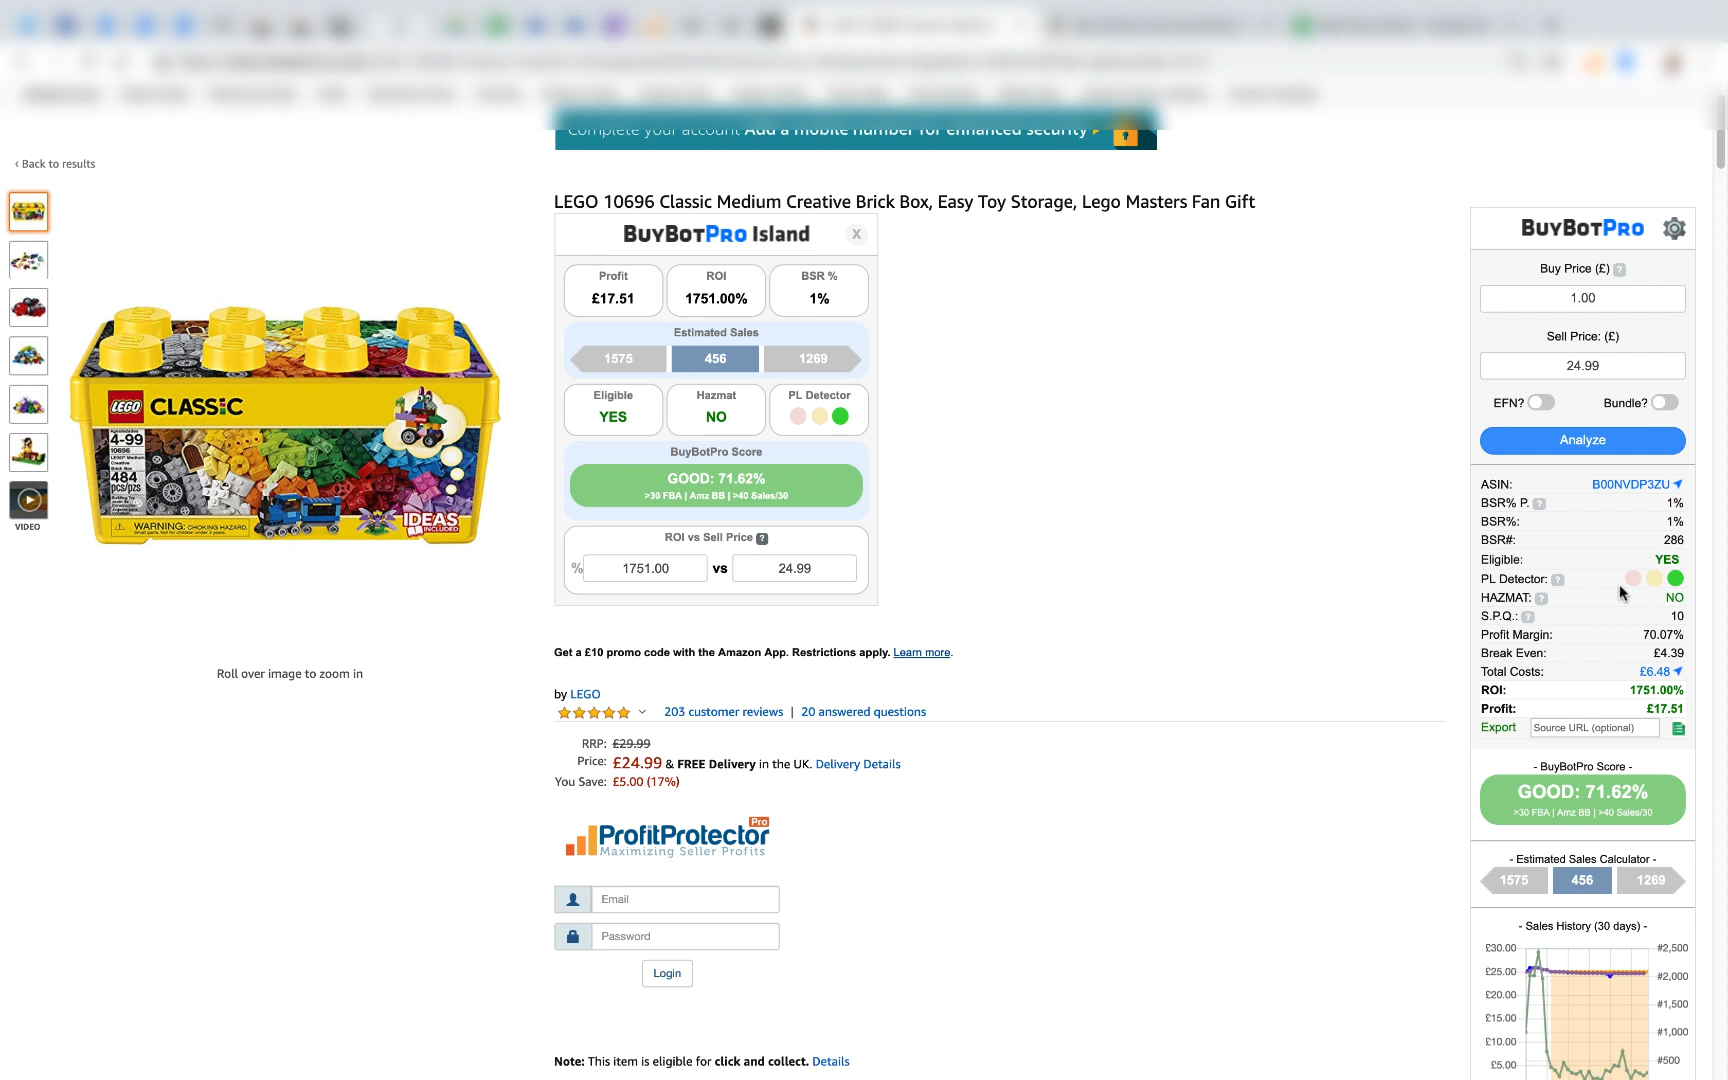 Complete your account Add a mobile number for enhanced security
‹ Back to results
LEGO 10696 Classic Medium Creative Brick Box, Easy Toy Storage, Lego Masters Fan Gift
BUYBOTPRO Island
X
Profit
£17.51
ROI
1751.00%
BSR %
1%
Estimated Sales
1575
456
1269
Eligible
YES
Hazmat
NO
PL Detector
BuyBotPro Score
GOOD: 71.62%
>30 FBA | Amz BB | >40 Sales/30
ROI vs Sell Price ?
% 1751.00 vs 24.99
LEGO CLASSIC
4-99
10696
484
pcs/pzs
WARNING: CHOKING HAZARD.
IDEAS
INCLUDED
VIDEO
Roll over image to zoom in
Get a £10 promo code with the Amazon App. Restrictions apply. Learn more.
by LEGO
203 customer reviews | 20 answered questions
RRP: £29.99
Price: £24.99 & FREE Delivery in the UK. Delivery Details
You Save: £5.00 (17%)
ProfitProtector Pro
Maximizing Seller Profits
Email
Password
Login
Note: This item is eligible for click and collect. Details
BUYBOTPRO
Buy Price (£) ?
1.00
Sell Price: (£)
24.99
EFN? Bundle?
Analyze
ASIN: B00NVDP3ZU
BSR% P. ? 1%
BSR%: 1%
BSR#: 286
Eligible: YES
PL Detector: ?
HAZMAT: ? NO
S.P.Q.: ? 10
Profit Margin: 70.07%
Break Even: £4.39
Total Costs: £6.48
ROI: 1751.00%
Profit: £17.51
Export Source URL (optional)
- BuyBotPro Score -
GOOD: 71.62%
>30 FBA | Amz BB | >40 Sales/30
- Estimated Sales Calculator -
1575 456 1269
- Sales History (30 days) -
£30.00 #2,500
£25.00 #2,000
£20.00
£15.00 #1,500
£10.00 #1,000
£5.00 #500